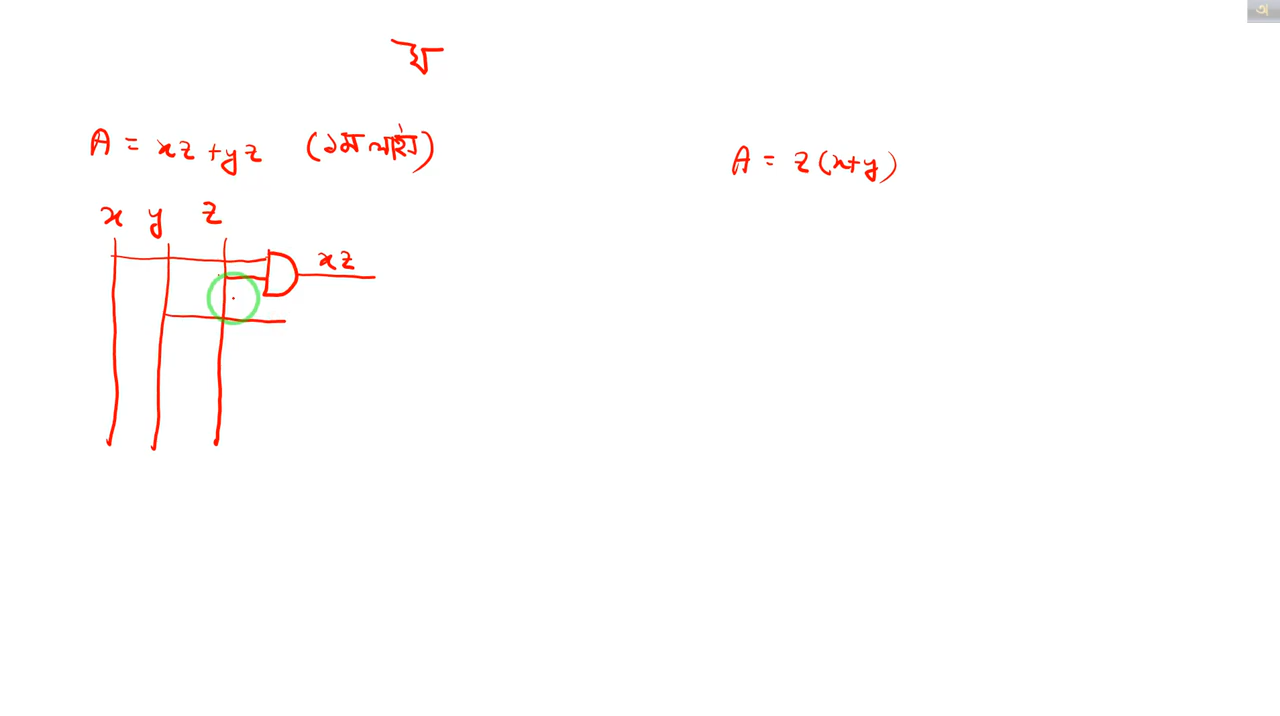 ঘ
A = xz + yz (১ম লাইন)
A = z(x+y)
x y z
xz
অ